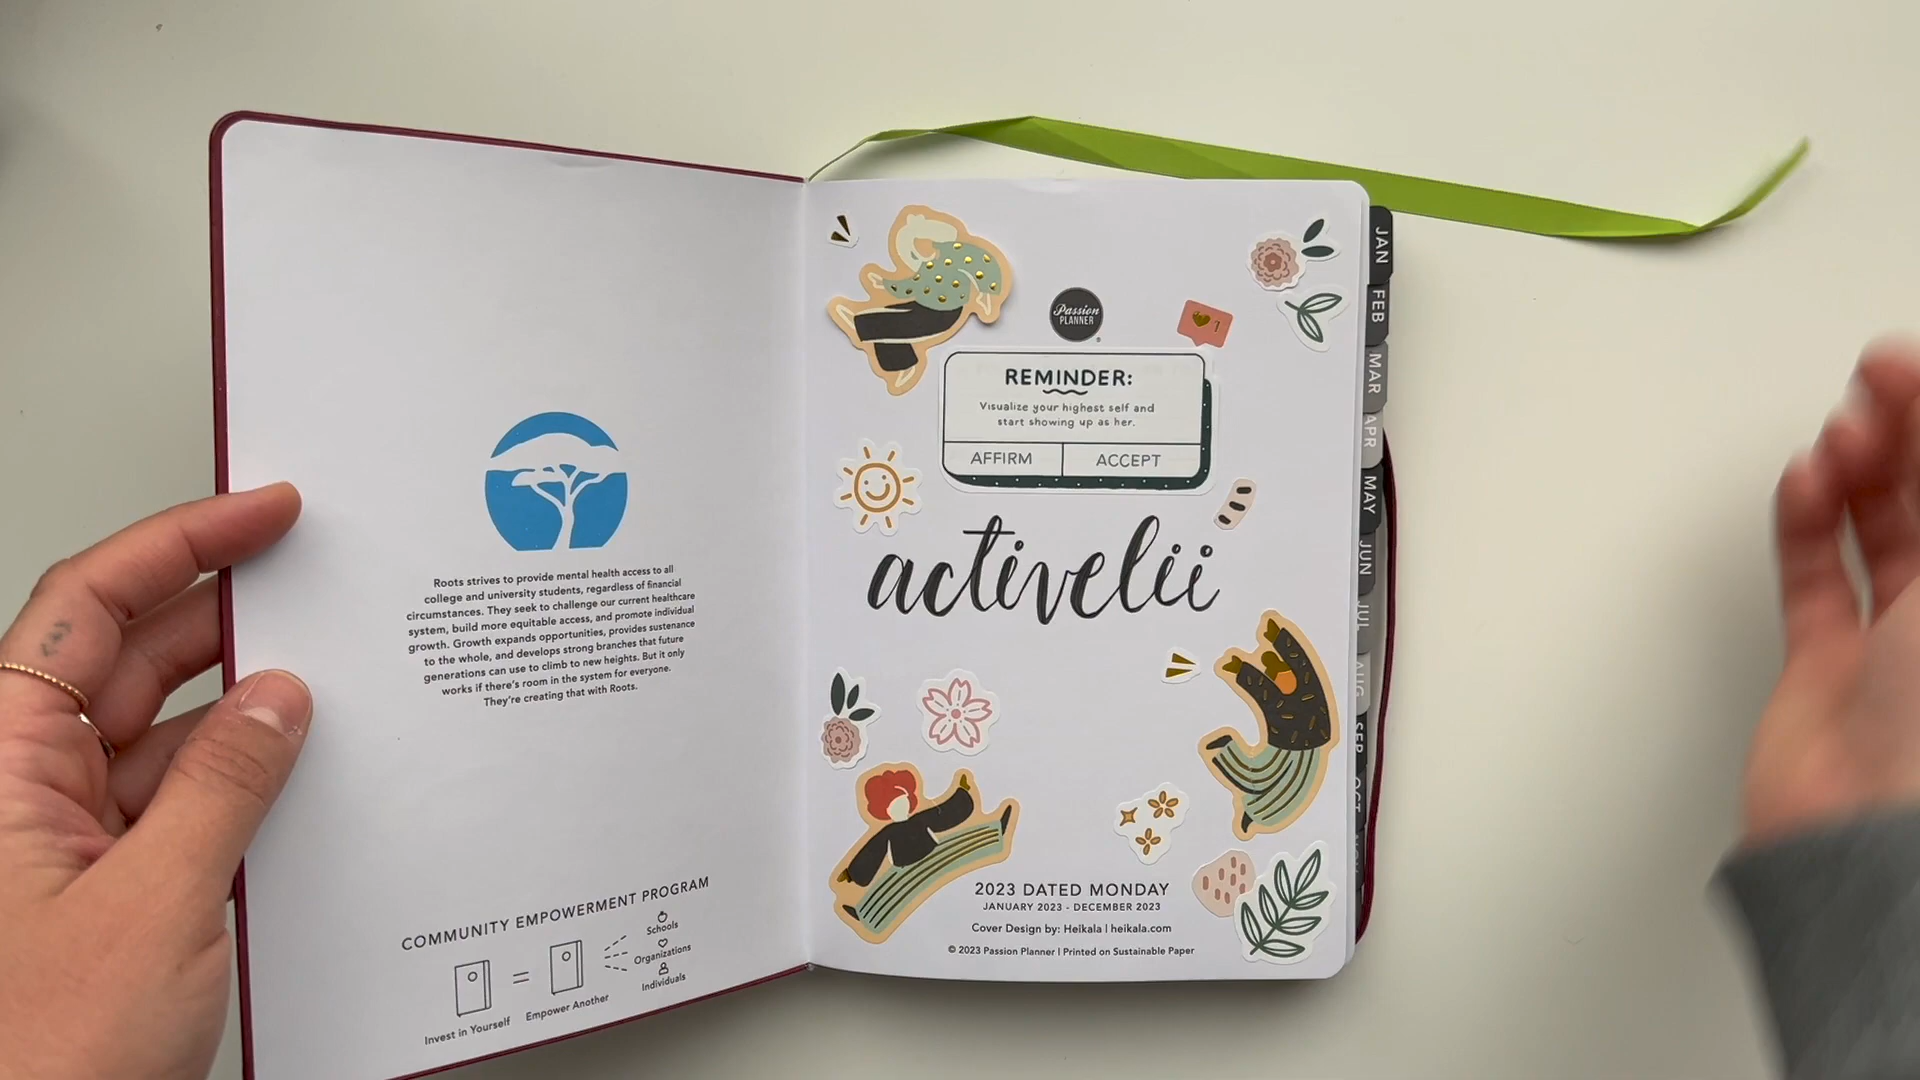 Roots strives to provide mental health access to all
college and university students, regardless of financial
circumstances. They seek to challenge our current healthcare
system, build more equitable access, and promote individual
growth. Growth expands opportunities, provides sustenance
to the whole, and develops strong branches that future
generations can use to climb to new heights. But it only
works if there's room in the system for everyone.
They're creating that with Roots.
COMMUNITY EMPOWERMENT PROGRAM
Invest in Yourself
=
Empower Another
Schools
Organizations
Individuals
Passion
PLANNER
1
REMINDER:
Visualize your highest self and
start showing up as her.
AFFIRM ACCEPT
activelii
2023 DATED MONDAY
JANUARY 2023 - DECEMBER 2023
Cover Design by: Heikala | heikala.com
© 2023 Passion Planner | Printed on Sustainable Paper
JAN
FEB
MAR
APR
MAY
JUN
JUL
AUG
SEP
OCT